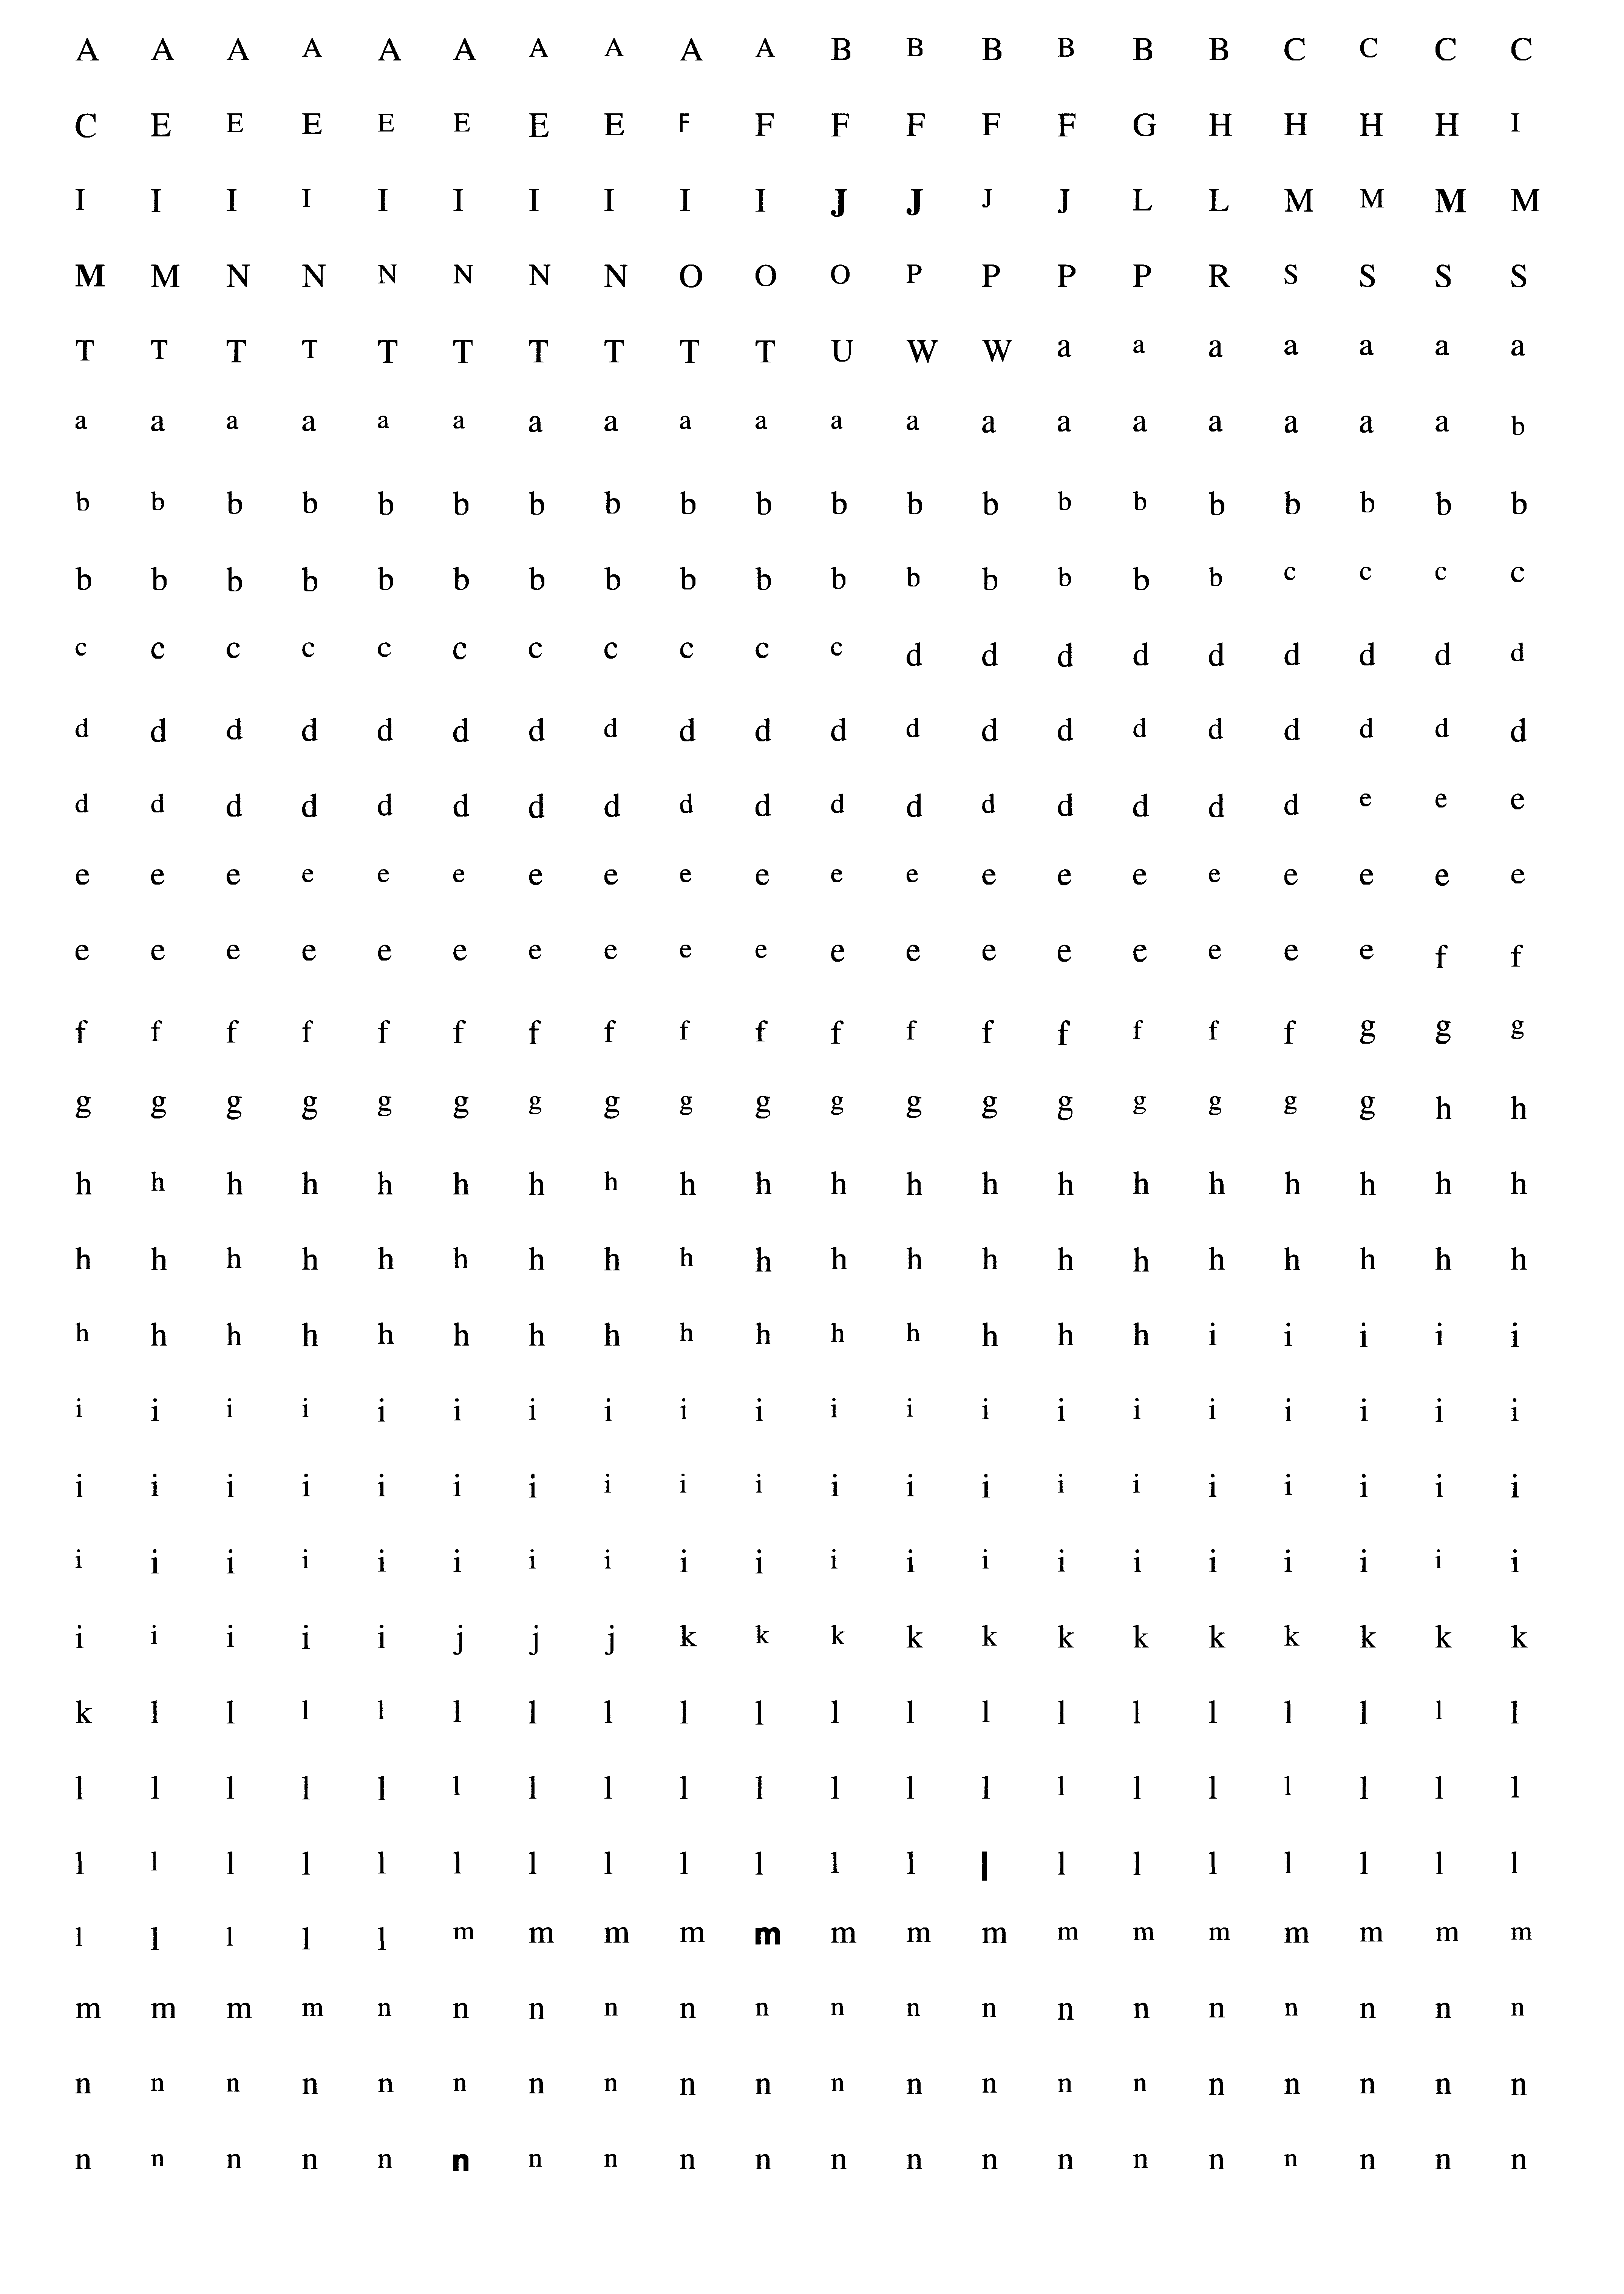 A A A A A A A A A A B B B B B B C C C C
C E E E E E E E F F F F F F G H H H H I
I I I I I I I I I I J J J J L L M M M M
M M N N N N N N O O O P P P P R S S S S
T T T T T T T T T T U W W a a a a a a a
a a a a a a a a a a a a a a a a a a a b
b b b b b b b b b b b b b b b b b b b b
b b b b b b b b b b b b b b b b c c c c
c c c c c c c c c c c d d d d d d d d d
d d d d d d d d d d d d d d d d d d d d
d d d d d d d d d d d d d d d d d e e e
e e e e e e e e e e e e e e e e e e e e
e e e e e e e e e e e e e e e e e e f f
f f f f f f f f f f f f f f f f f g g g
g g g g g g g g g g g g g g g g g g h h
h h h h h h h h h h h h h h h h h h h h
h h h h h h h h h h h h h h h h h h h h
h h h h h h h h h h h h h h h i i i i i
i i i i i i i i i i i i i i i i i i i i
i i i i i i i i i i i i i i i i i i i i
i i i i i i i i i i i i i i i i i i i i
i i i i i j j j k k k k k k k k k k k k
k l l l l l l l l l l l l l l l l l l l
l l l l l l l l l l l l l l l l l l l l
l l l l l l l l l l l l l l l l l l l l
l l l l l m m m m m m m m m m m m m m m
m m m m n n n n n n n n n n n n n n n n
n n n n n n n n n n n n n n n n n n n n
n n n n n n n n n n n n n n n n n n n n